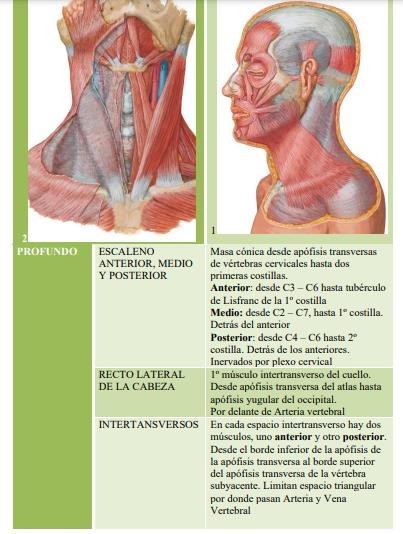 2
1
PROFUNDO
ESCALENO
ANTERIOR, MEDIO
Y POSTERIOR
Masa cónica desde apófisis transversas
de vértebras cervicales hasta dos
primeras costillas.
Anterior: desde C3 – C6 hasta tubérculo
de Lisfranc de la 1º costilla
Medio: desde C2 – C7, hasta 1º costilla.
Detrás del anterior
Posterior: desde C4 – C6 hasta 2º
costilla. Detrás de los anteriores.
Inervados por plexo cervical
RECTO LATERAL
DE LA CABEZA
1º músculo intertransverso del cuello.
Desde apófisis transversa del atlas hasta
apófisis yugular del occipital.
Por delante de Arteria vertebral
INTERTANSVERSOS
En cada espacio intertransverso hay dos
músculos, uno anterior y otro posterior.
Desde el borde inferior de la apófisis de
la apófisis transversa al borde superior
del apófisis transversa de la vértebra
subyacente. Limitan espacio triangular
por donde pasan Arteria y Vena
Vertebral